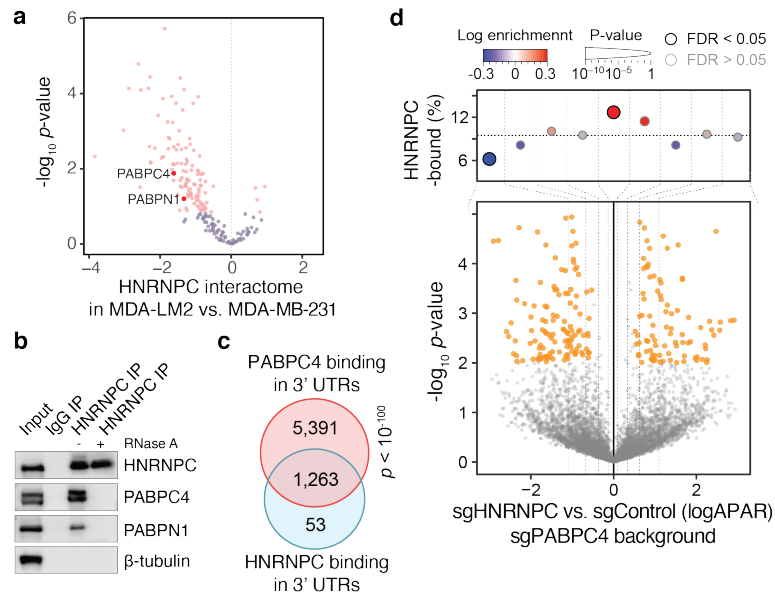 a
6
4
2
0
-log10 p-value
PABPC4
PABPN1
−4
−2
0
2
HNRNPC interactome
in MDA-LM2 vs. MDA-MB-231
b
Input
IgG IP
HNRNPC IP
HNRNPC IP
- + RNase A
HNRNPC
PABPC4
PABPN1
β-tubulin
c
PABPC4 binding
in 3’ UTRs
5,391
1,263
53
p < 10-100
HNRNPC binding
in 3’ UTRs
d
Log enrichmennt
-0.3 0 0.3
P-value
10−10 10−5 1
FDR < 0.05
FDR > 0.05
HNRNPC
-bound (%)
12
6
-log10 p-value
4
3
2
1
0
−2 0 2
sgHNRNPC vs. sgControl (logAPAR)
sgPABPC4 background